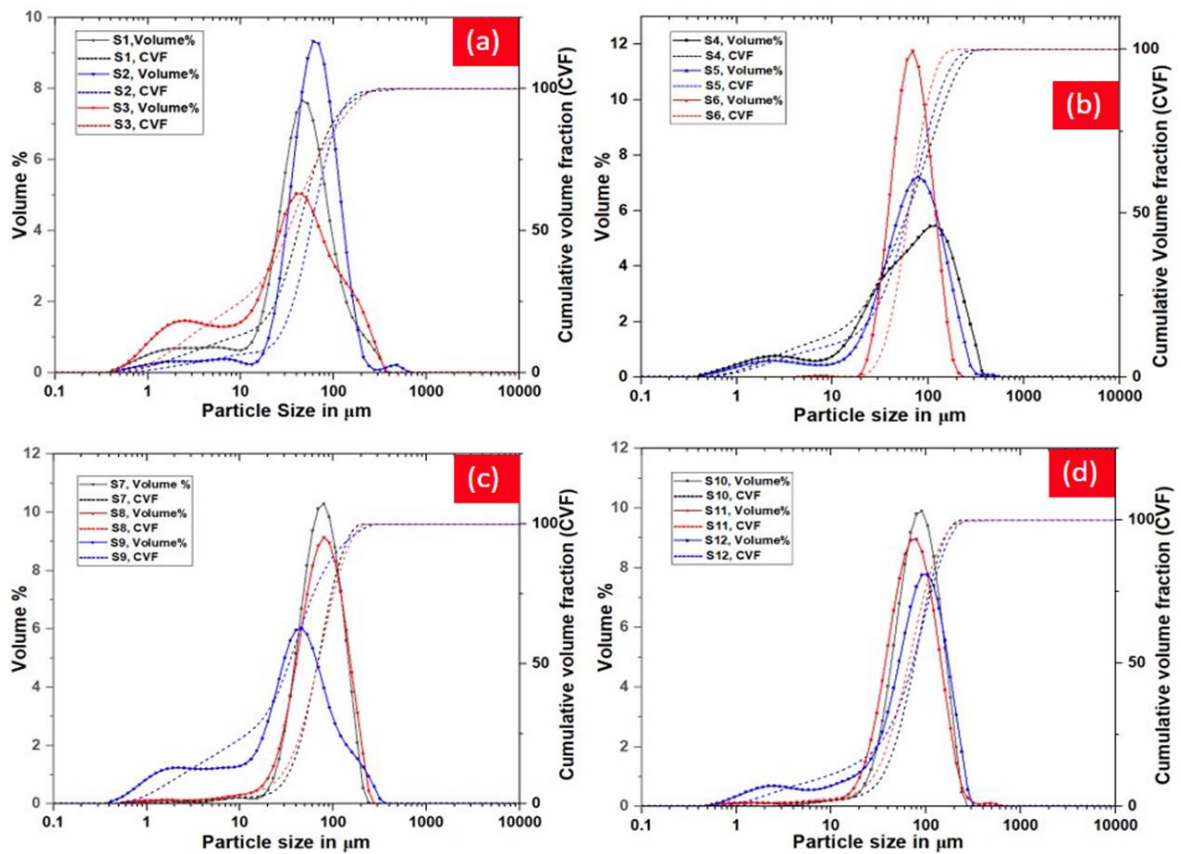 (a)
S1,Volume%
S1, CVF
S2, Volume%
S2, CVF
S3, Volume%
S3, CVF
10
8
6
4
2
0
100
50
0
0.1 1 10 100 1000 10000
Volume %
Cumulative volume fraction (CVF)
Particle Size in μm
(b)
S4, Volume%
S4, CVF
S5, Volume%
S5, CVF
S6, Volume%
S6, CVF
12
10
8
6
4
2
0
100
50
0
0.1 1 10 100 1000 10000
Volume %
Cumulative Volume fraction (CVF)
Particle size in μm
(c)
S7, Volume %
S7, CVF
S8, Volume%
S8, CVF
S9, Volume%
S9, CVF
12
10
8
6
4
2
0
100
50
0
0.1 1 10 100 1000 10000
Volume %
Cumulative volume fraction (CVF)
Particle size in μm
(d)
S10, Volume%
S10, CVF
S11, Volume%
S11, CVF
S12, Volume%
S12, CVF
12
10
8
6
4
2
0
100
50
0
0.1 1 10 100 1000 10000
Volume %
Cumulative volume fraction (CVF)
Particle size in μm